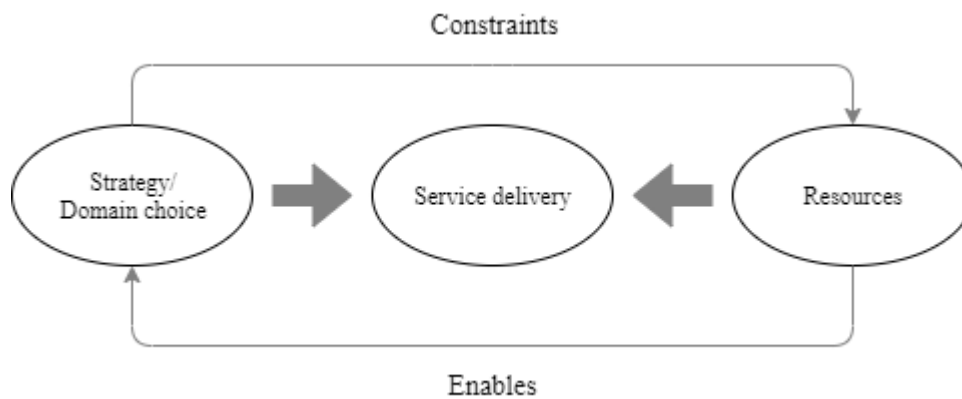 Constraints
Strategy/
Domain choice
Service delivery
Resources
Enables